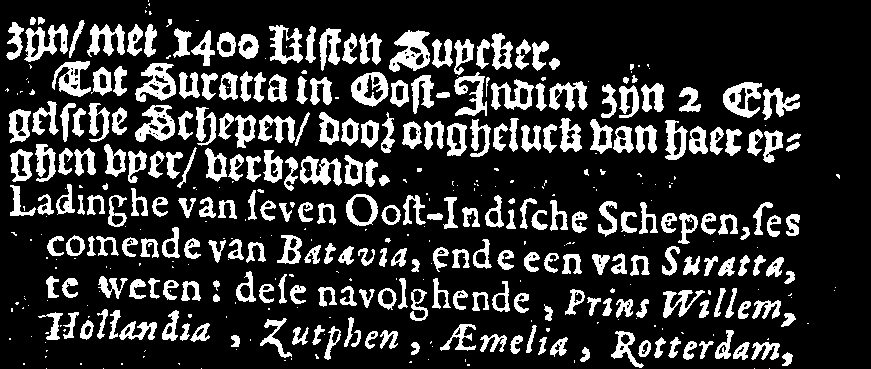 zijn/ met 1400 Kisten Suycker.
Tot Suratta in Oost-Indien zijn 2 En⸗
gelsche Schepen/ door ongheluck van haer ey⸗
ghen vyer/ verbrandt.
Ladinghe van ſeven Ooſt-Indiſche Schepen, ſes
comende van Batavia, ende een van Suratta,
te weten: deſe navolghende, Prins Willem,
Hollandia, Zutphen, Æmelia, Rotterdam,